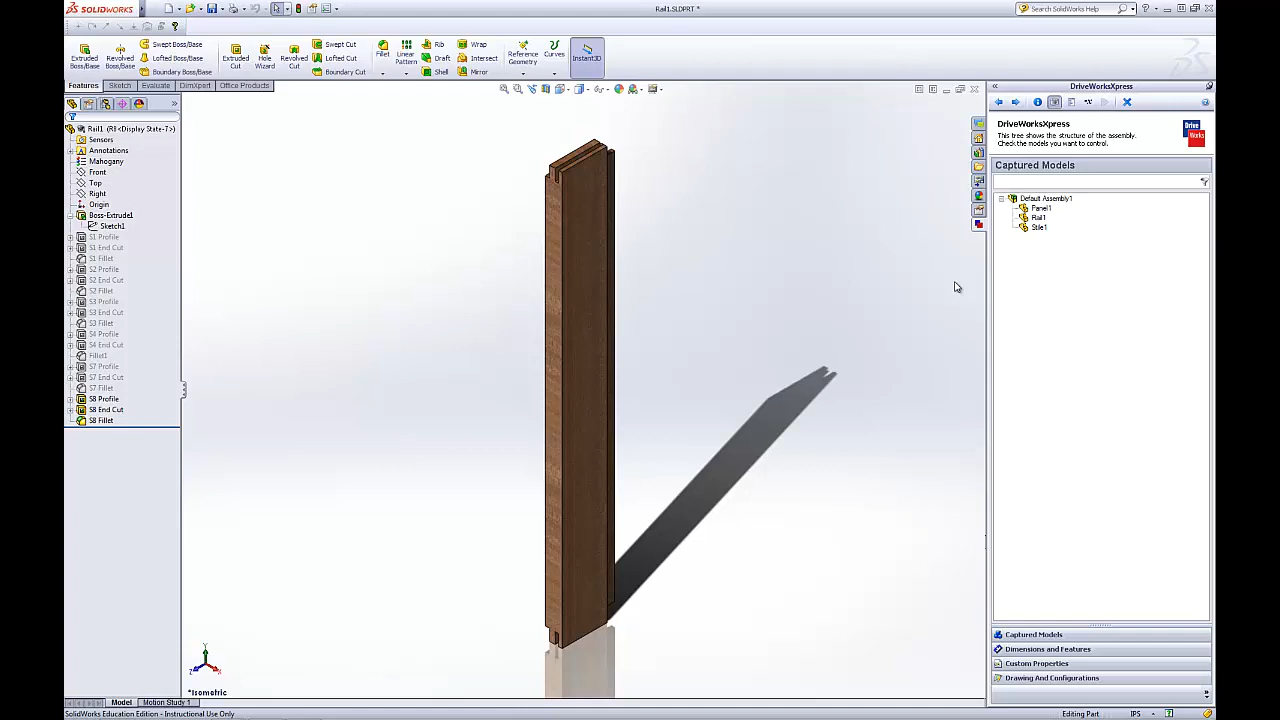 SOLIDWORKS
Rail1.SLDPRT *
Search SolidWorks Help
Extruded Boss/Base
Revolved Boss/Base
Swept Boss/Base
Lofted Boss/Base
Boundary Boss/Base
Extruded Cut
Hole Wizard
Revolved Cut
Swept Cut
Lofted Cut
Boundary Cut
Fillet
Linear Pattern
Rib
Draft
Shell
Wrap
Intersect
Mirror
Reference Geometry
Curves
Instant3D
Features
Sketch
Evaluate
DimXpert
Office Products
Rail1 (R8<Display State-7>)
Sensors
Annotations
Mahogany
Front
Top
Right
Origin
Boss-Extrude1
Sketch1
S1 Profile
S1 End Cut
S1 Fillet
S2 Profile
S2 End Cut
S2 Fillet
S3 Profile
S3 End Cut
S3 Fillet
S4 Profile
S4 End Cut
Fillet1
S7 Profile
S7 End Cut
S7 Fillet
S8 Profile
S8 End Cut
S8 Fillet
*Isometric
Model
Motion Study 1
SolidWorks Education Edition - Instructional Use Only
DriveWorksXpress
DriveWorksXpress
This tree shows the structure of the assembly.
Check the models you want to control.
Drive
Works
Captured Models
Default Assembly1
Panel1
Rail1
Stile1
Captured Models
Dimensions and Features
Custom Properties
Drawing And Configurations
Editing Part
IPS